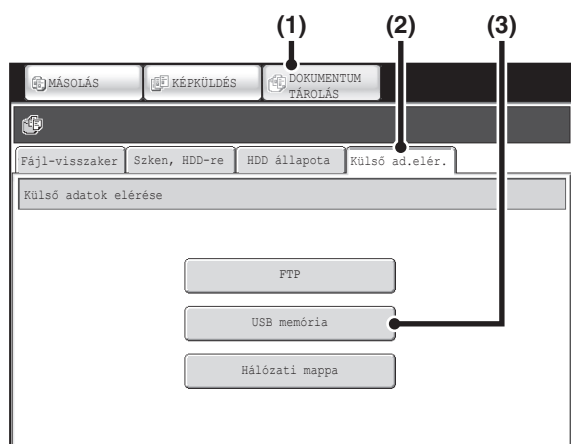 (1) (2) (3)
MÁSOLÁS KÉPKÜLDÉS DOKUMENTUM
TÁROLÁS
Fájl-visszaker Szken, HDD-re HDD állapota Külső ad.elér.
Külső adatok elérése
FTP
USB memória
Hálózati mappa